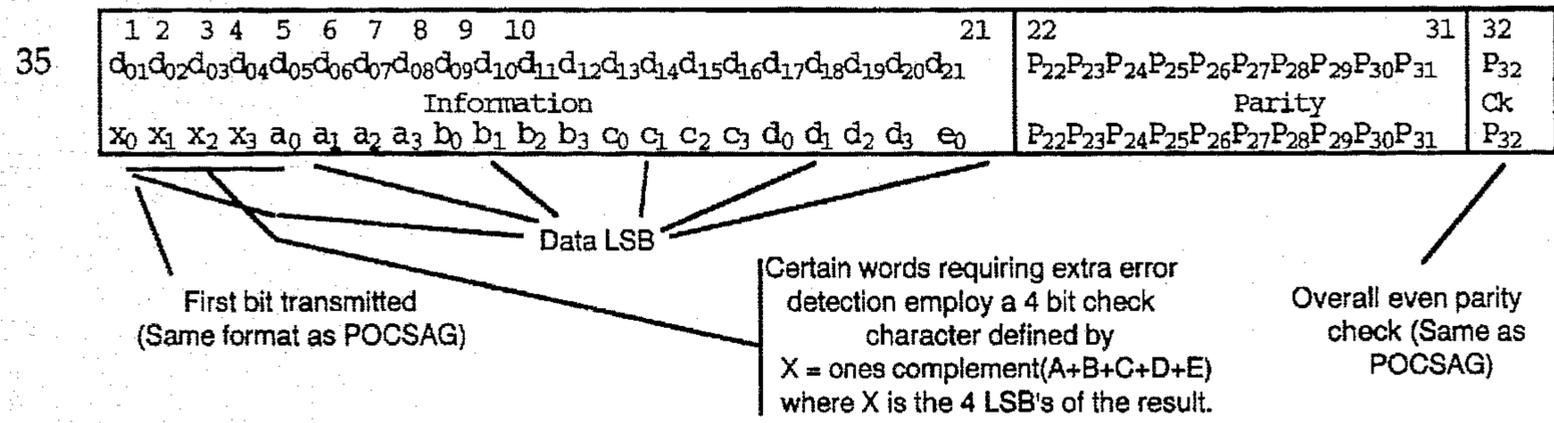 35
1 2 3 4 5 6 7 8 9 10 21 22 31 32
d01d02d03d04d05d06d07d08d09d10d11d12d13d14d15d16d17d18d19d20d21 P22P23P24P25P26P27P28P29P30P31 P32
Information Parity Ck
x0 x1 x2 x3 a0 a1 a2 a3 b0 b1 b2 b3 c0 c1 c2 c3 d0 d1 d2 d3 e0 P22P23P24P25P26P27P28P29P30P31 P32
Data LSB
First bit transmitted
(Same format as POCSAG)
Certain words requiring extra error
detection employ a 4 bit check
character defined by
X = ones complement(A+B+C+D+E)
where X is the 4 LSB's of the result.
Overall even parity
check (Same as
POCSAG)